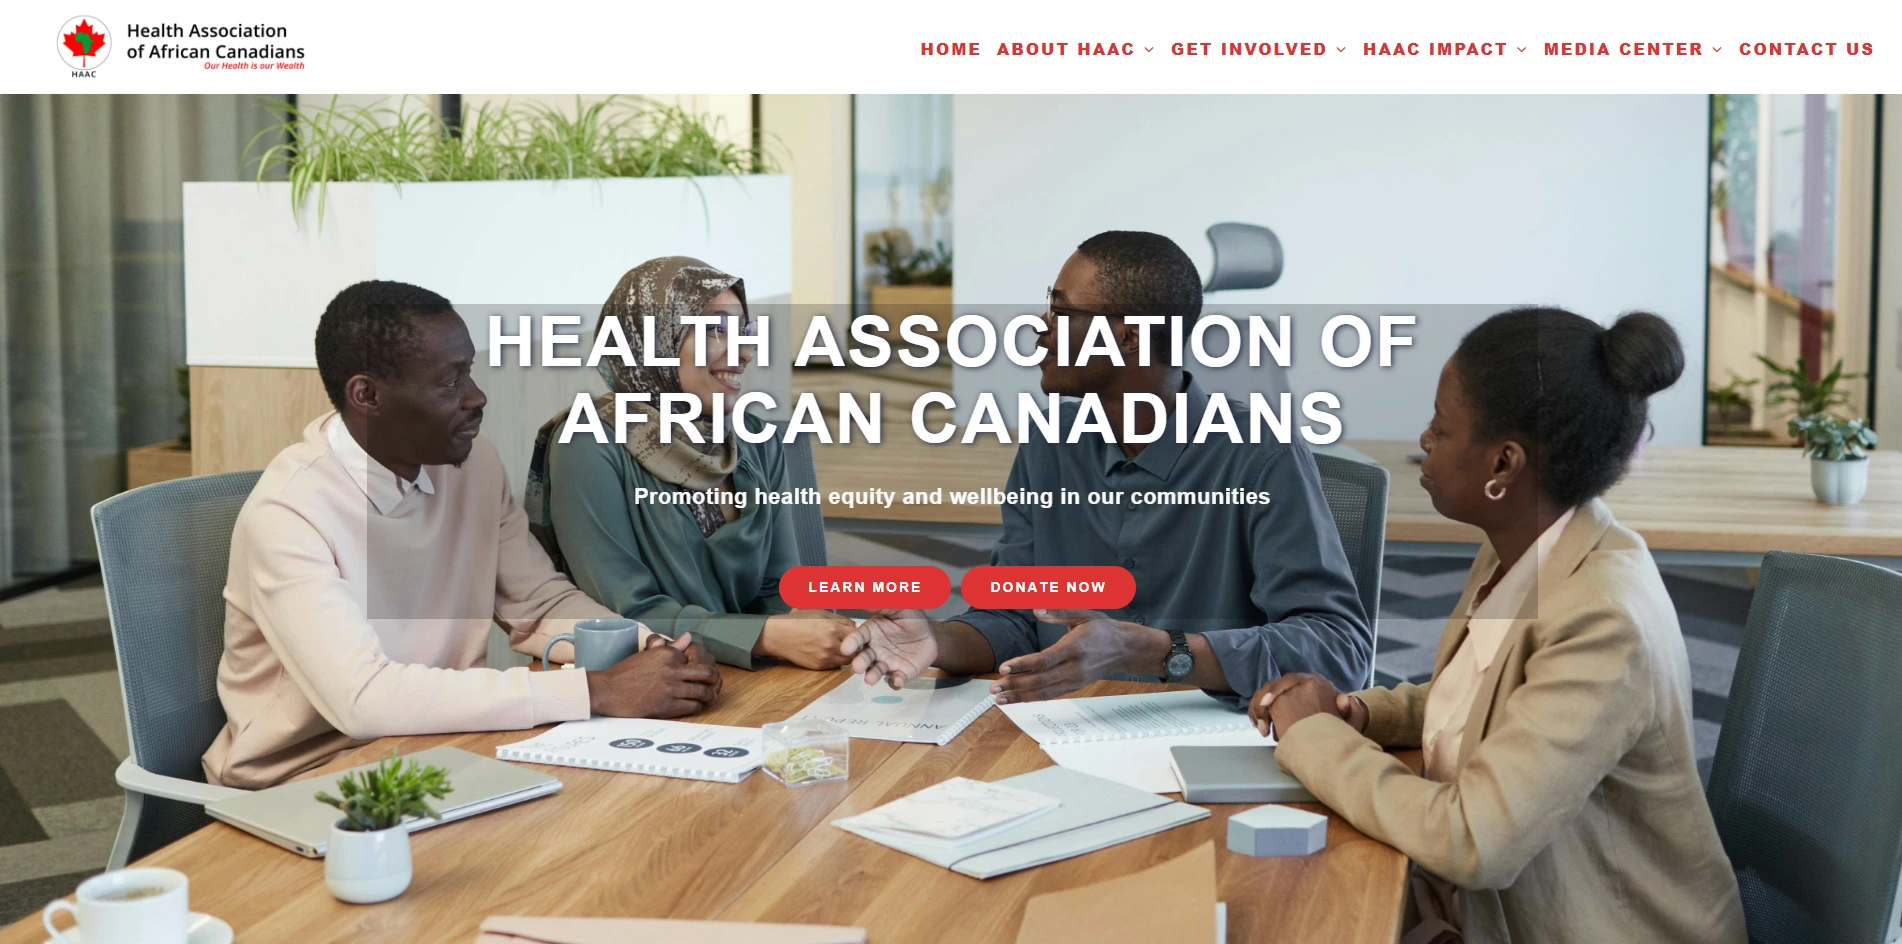 Health Association
of African Canadians
Our Health is our Wealth
HAAC
HOME ABOUT HAAC GET INVOLVED HAAC IMPACT MEDIA CENTER CONTACT US
HEALTH ASSOCIATION OF
AFRICAN CANADIANS
Promoting health equity and wellbeing in our communities
LEARN MORE DONATE NOW
ANNUAL REPORT